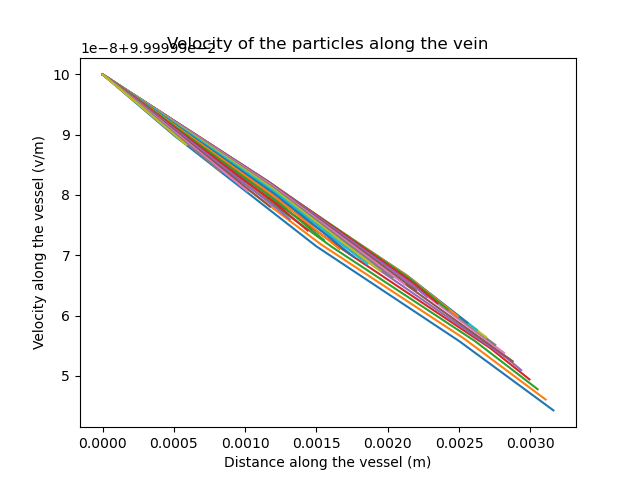 Velocity of the particles along the vein
1e−8+9.99995e−2
10
9
8
7
6
5
Velocity along the vessel (v/m)
0.0000 0.0005 0.0010 0.0015 0.0020 0.0025 0.0030
Distance along the vessel (m)